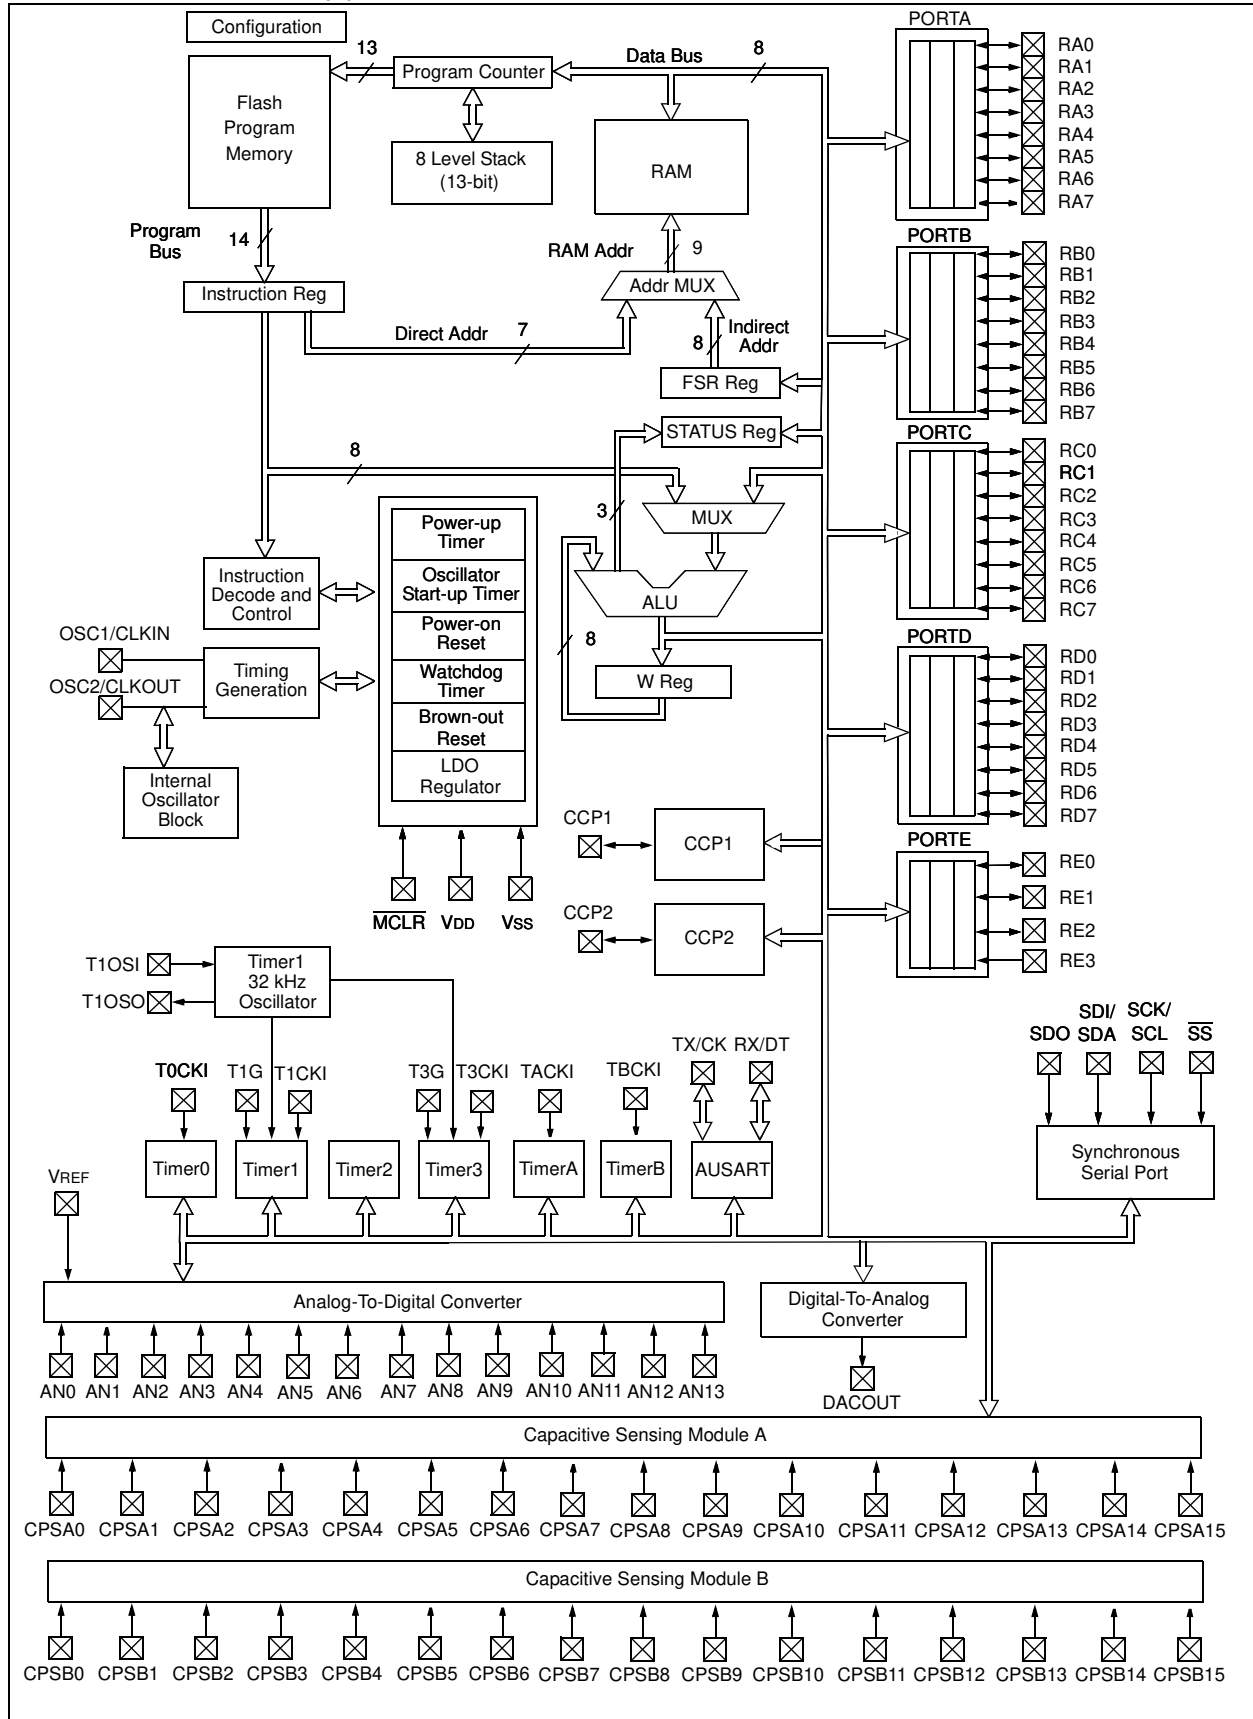 Configuration
PORTA
13
Program Counter
Data Bus
8
RA0
RA1
RA2
RA3
RA4
RA5
RA6
RA7
Flash
Program
Memory
8 Level Stack
(13-bit)
RAM
Program
Bus
14
RAM Addr
9
PORTB
RB0
RB1
RB2
RB3
RB4
RB5
RB6
RB7
Instruction Reg
Addr MUX
Direct Addr
7
8
Indirect
Addr
FSR Reg
STATUS Reg
PORTC
RC0
RC1
RC2
RC3
RC4
RC5
RC6
RC7
8
3
MUX
Power-up
Timer
Oscillator
Start-up Timer
Power-on
Reset
Watchdog
Timer
Brown-out
Reset
LDO
Regulator
Instruction
Decode and
Control
ALU
8
W Reg
OSC1/CLKIN
OSC2/CLKOUT
Timing
Generation
Internal
Oscillator
Block
PORTD
RD0
RD1
RD2
RD3
RD4
RD5
RD6
RD7
MCLR
VDD
VSS
CCP1
CCP1
CCP2
CCP2
PORTE
RE0
RE1
RE2
RE3
T1OSI
T1OSO
Timer1
32 kHz
Oscillator
T0CKI
T1G
T1CKI
T3G
T3CKI
TACKI
TBCKI
TX/CK
RX/DT
SDO
SDI/
SDA
SCK/
SCL
SS
Timer0
Timer1
Timer2
Timer3
TimerA
TimerB
AUSART
Synchronous
Serial Port
VREF
Analog-To-Digital Converter
Digital-To-Analog
Converter
AN0 AN1 AN2 AN3 AN4 AN5 AN6 AN7 AN8 AN9 AN10 AN11 AN12 AN13
DACOUT
Capacitive Sensing Module A
CPSA0 CPSA1 CPSA2 CPSA3 CPSA4 CPSA5 CPSA6 CPSA7 CPSA8 CPSA9 CPSA10 CPSA11 CPSA12 CPSA13 CPSA14 CPSA15
Capacitive Sensing Module B
CPSB0 CPSB1 CPSB2 CPSB3 CPSB4 CPSB5 CPSB6 CPSB7 CPSB8 CPSB9 CPSB10 CPSB11 CPSB12 CPSB13 CPSB14 CPSB15